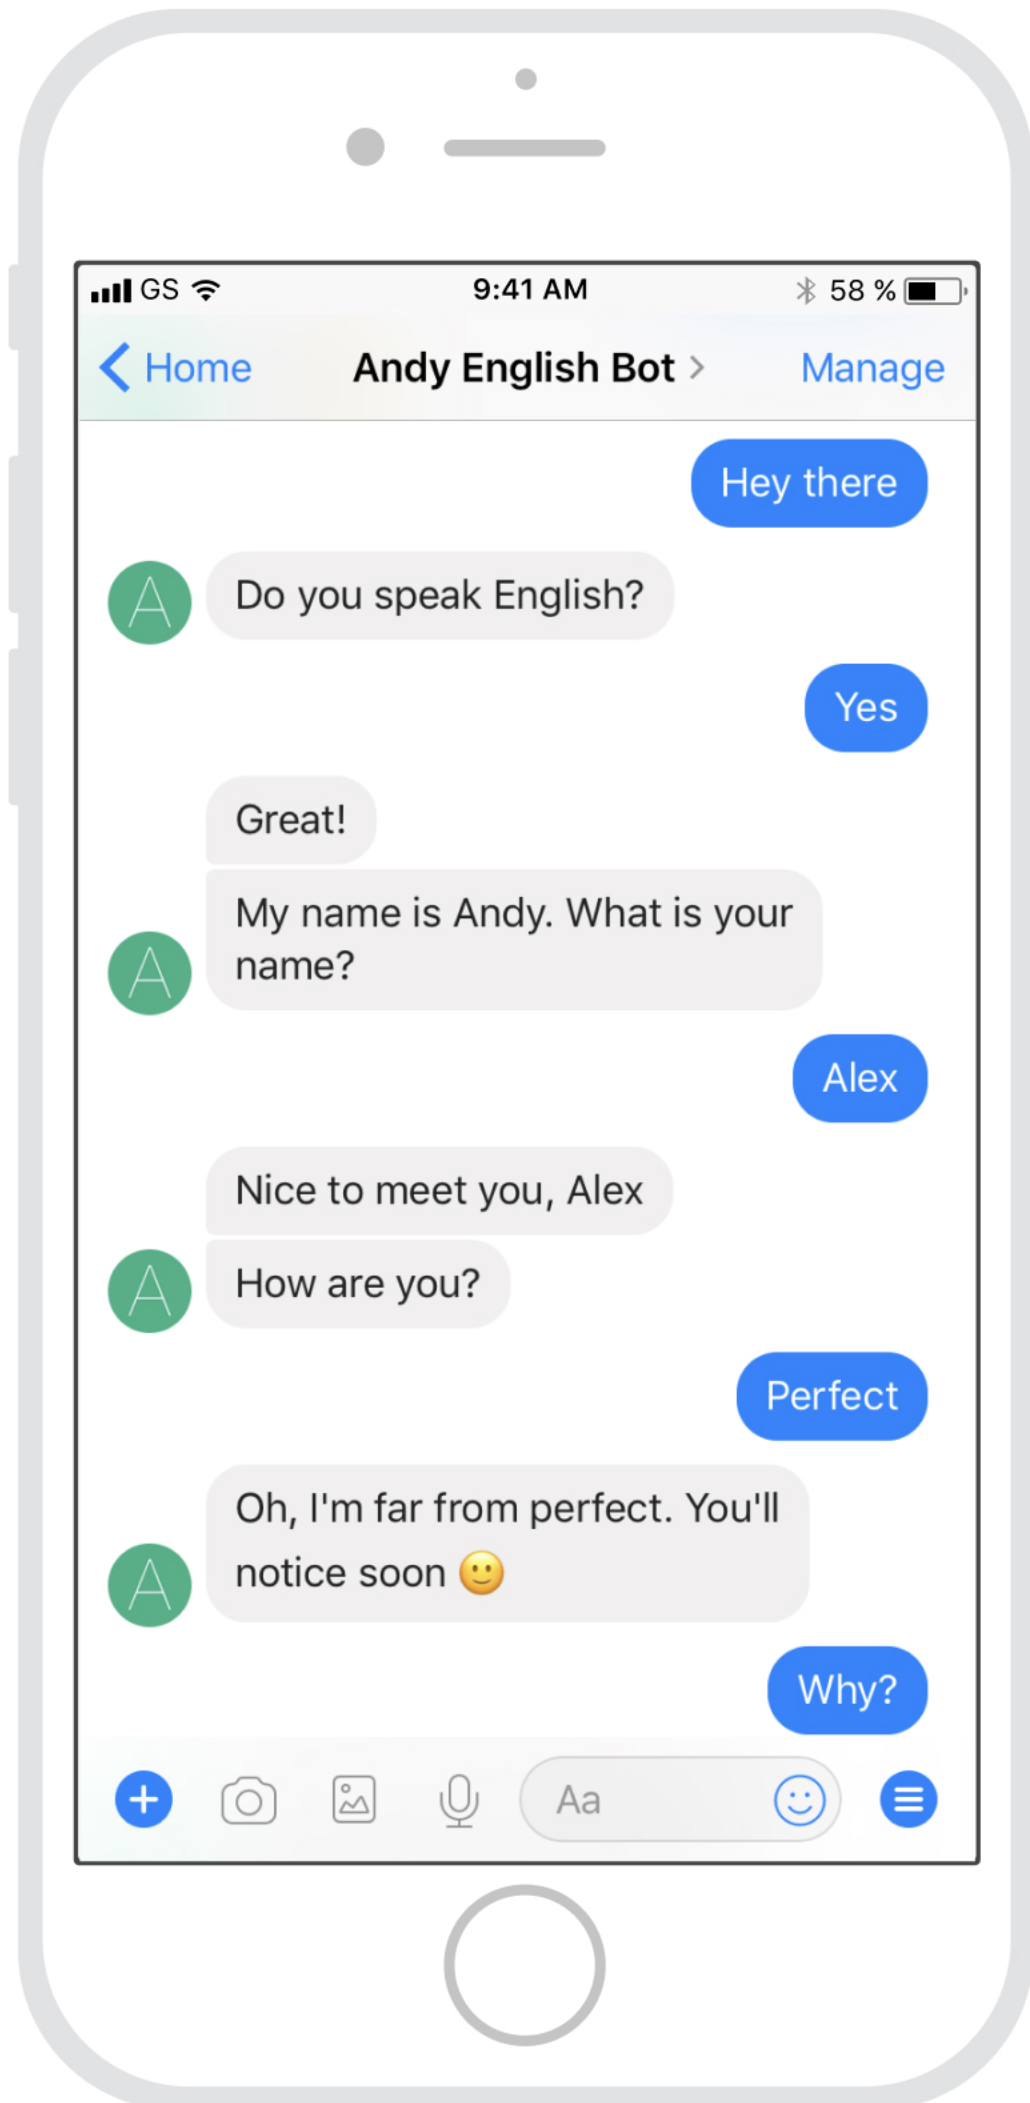 GS 9:41 AM 58 %
Home Andy English Bot Manage
Hey there
A Do you speak English?
Yes
Great!
My name is Andy. What is your
A name?
Alex
Nice to meet you, Alex
A How are you?
Perfect
Oh, I'm far from perfect. You'll
A notice soon 🙂
Why?
Aa